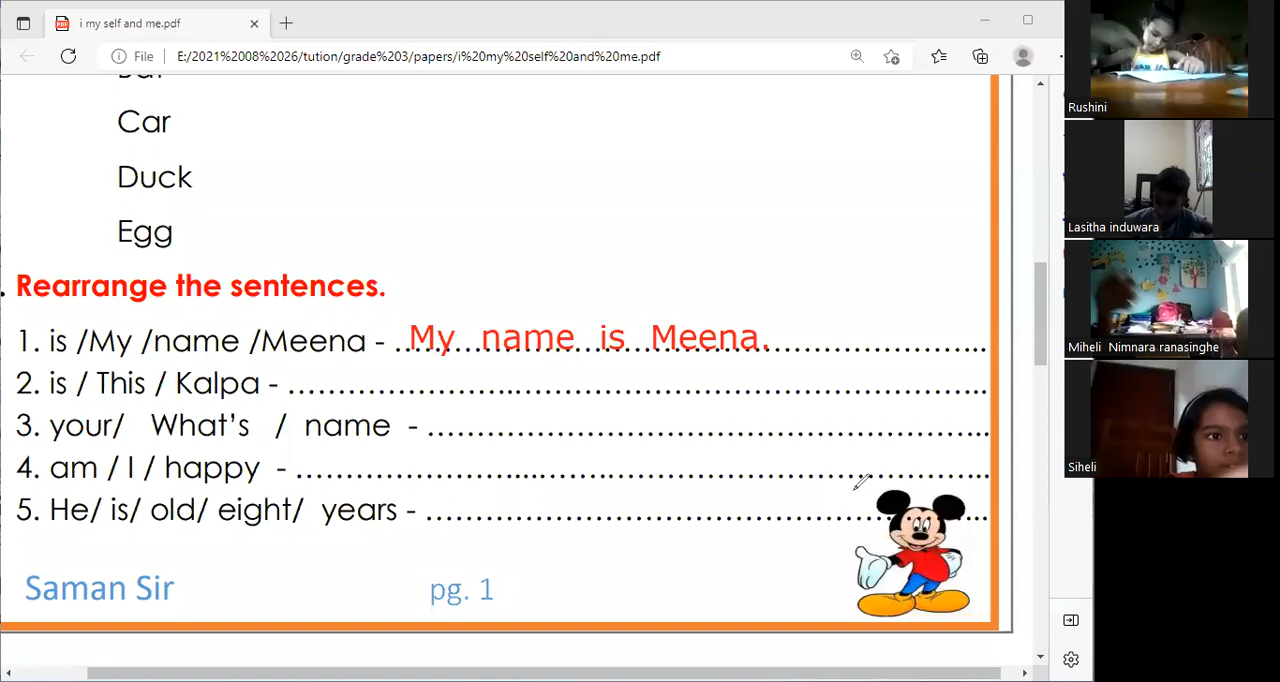 i my self and me.pdf
File E:/2021%2008%2026/tution/grade%203/papers/i%20my%20self%20and%20me.pdf
Car
Duck
Egg
Rearrange the sentences.
1. is /My /name /Meena - My name is Meena.
2. is / This / Kalpa - ........................
3. your/ What's / name - ........................
4. am / I / happy - ........................
5. He/ is/ old/ eight/ years - ........................
Saman Sir pg. 1
Rushini
Lasitha induwara
Miheli Nimnara ranasinghe
Siheli